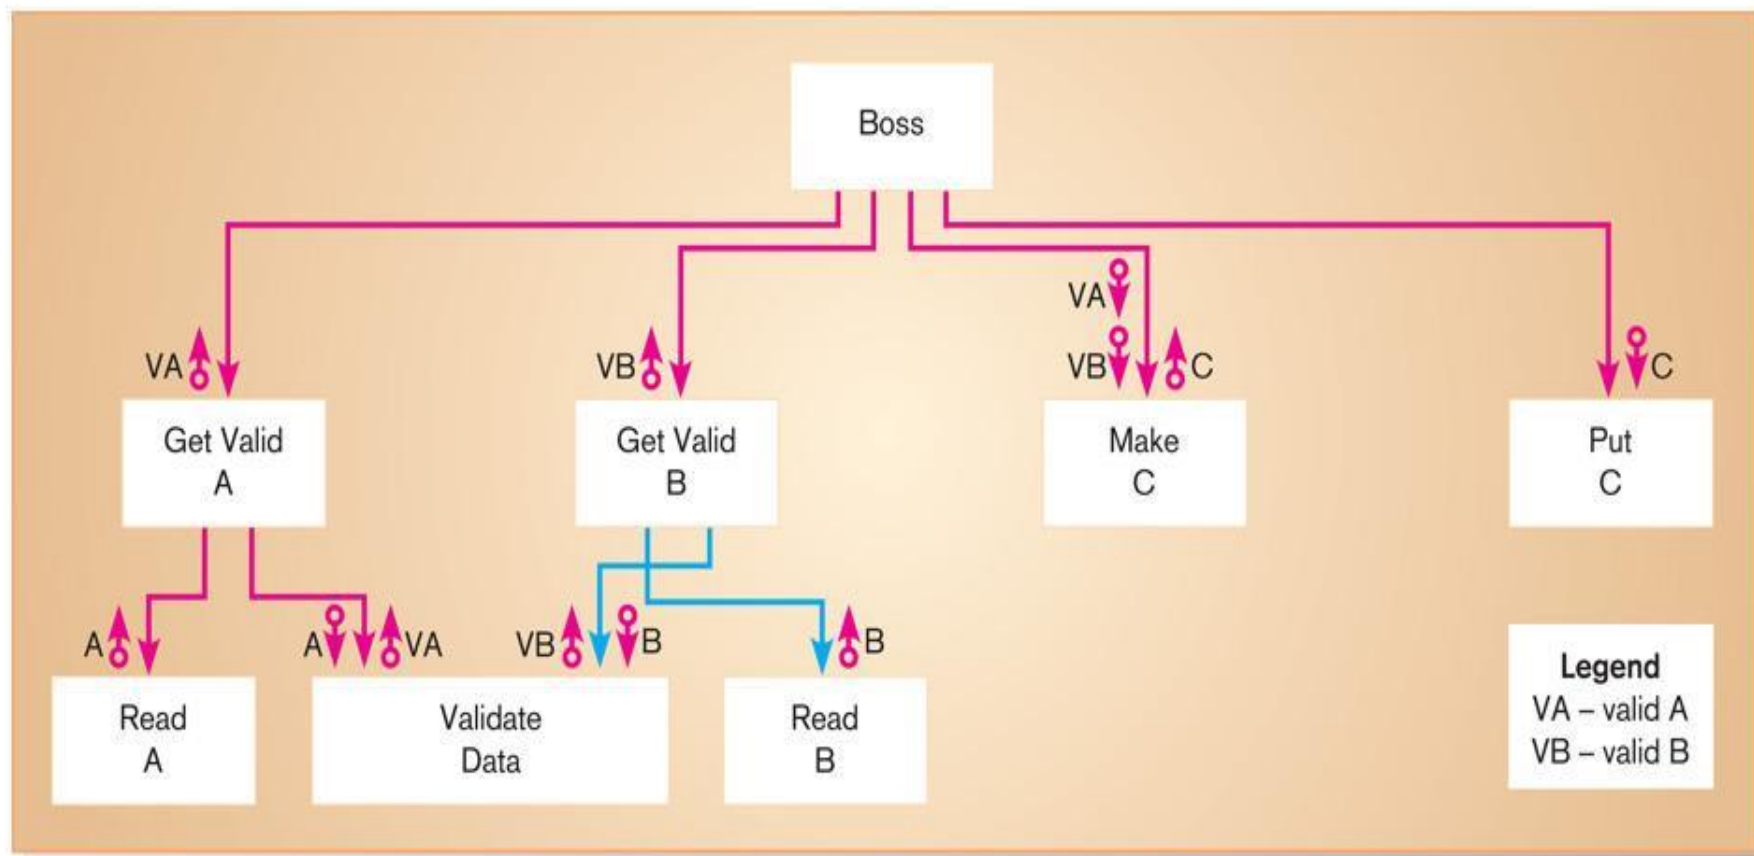 Boss
VA
VB
VA
VB
C
C
Get Valid
A
Get Valid
B
Make
C
Put
C
A
A
VA
VB
B
B
Read
A
Validate
Data
Read
B
Legend
VA – valid A
VB – valid B